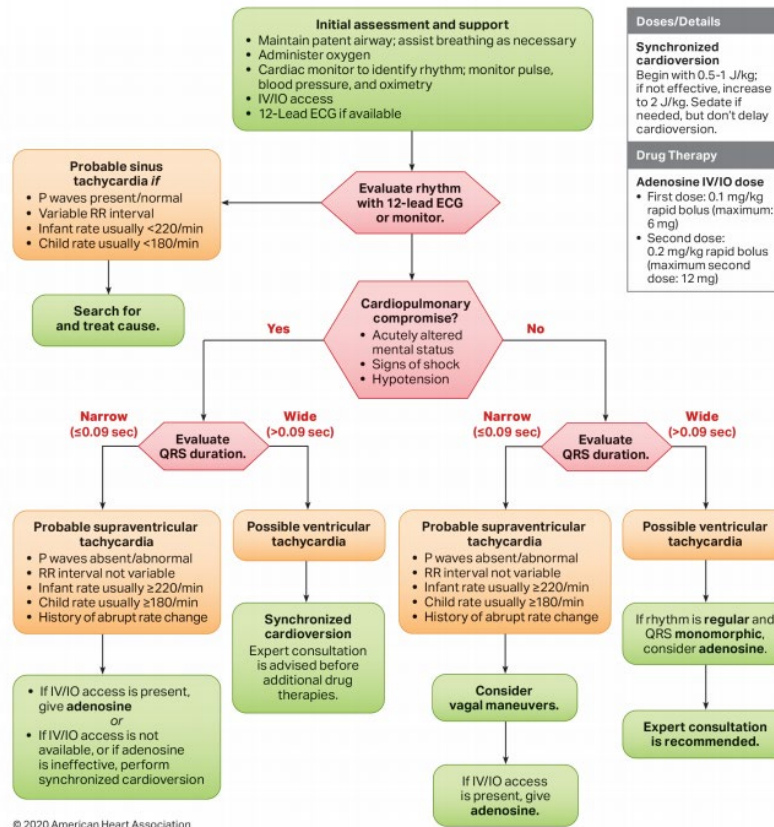 Initial assessment and support
• Maintain patent airway; assist breathing as necessary
• Administer oxygen
• Cardiac monitor to identify rhythm; monitor pulse,
blood pressure, and oximetry
• IV/IO access
• 12-Lead ECG if available
Doses/Details
Synchronized
cardioversion
Begin with 0.5-1 J/kg;
if not effective, increase
to 2 J/kg. Sedate if
needed, but don't delay
cardioversion.
Drug Therapy
Adenosine IV/IO dose
• First dose: 0.1 mg/kg
rapid bolus (maximum:
6 mg)
• Second dose:
0.2 mg/kg rapid bolus
(maximum second
dose: 12 mg)
Probable sinus
tachycardia if
• P waves present/normal
• Variable RR interval
• Infant rate usually <220/min
• Child rate usually <180/min
Evaluate rhythm
with 12-lead ECG
or monitor.
Search for
and treat cause.
Cardiopulmonary
compromise?
• Acutely altered
mental status
• Signs of shock
• Hypotension
Yes
No
Narrow
(≤0.09 sec)
Evaluate
QRS duration.
Wide
(>0.09 sec)
Narrow
(≤0.09 sec)
Evaluate
QRS duration.
Wide
(>0.09 sec)
Probable supraventricular
tachycardia
• P waves absent/abnormal
• RR interval not variable
• Infant rate usually ≥220/min
• Child rate usually ≥180/min
• History of abrupt rate change
Possible ventricular
tachycardia
Probable supraventricular
tachycardia
• P waves absent/abnormal
• RR interval not variable
• Infant rate usually ≥220/min
• Child rate usually ≥180/min
• History of abrupt rate change
Possible ventricular
tachycardia
Synchronized
cardioversion
Expert consultation
is advised before
additional drug
therapies.
If rhythm is regular and
QRS monomorphic,
consider adenosine.
• If IV/IO access is present,
give adenosine
or
• If IV/IO access is not
available, or if adenosine
is ineffective, perform
synchronized cardioversion
Consider
vagal maneuvers.
Expert consultation
is recommended.
If IV/IO access
is present, give
adenosine.
© 2020 American Heart Association